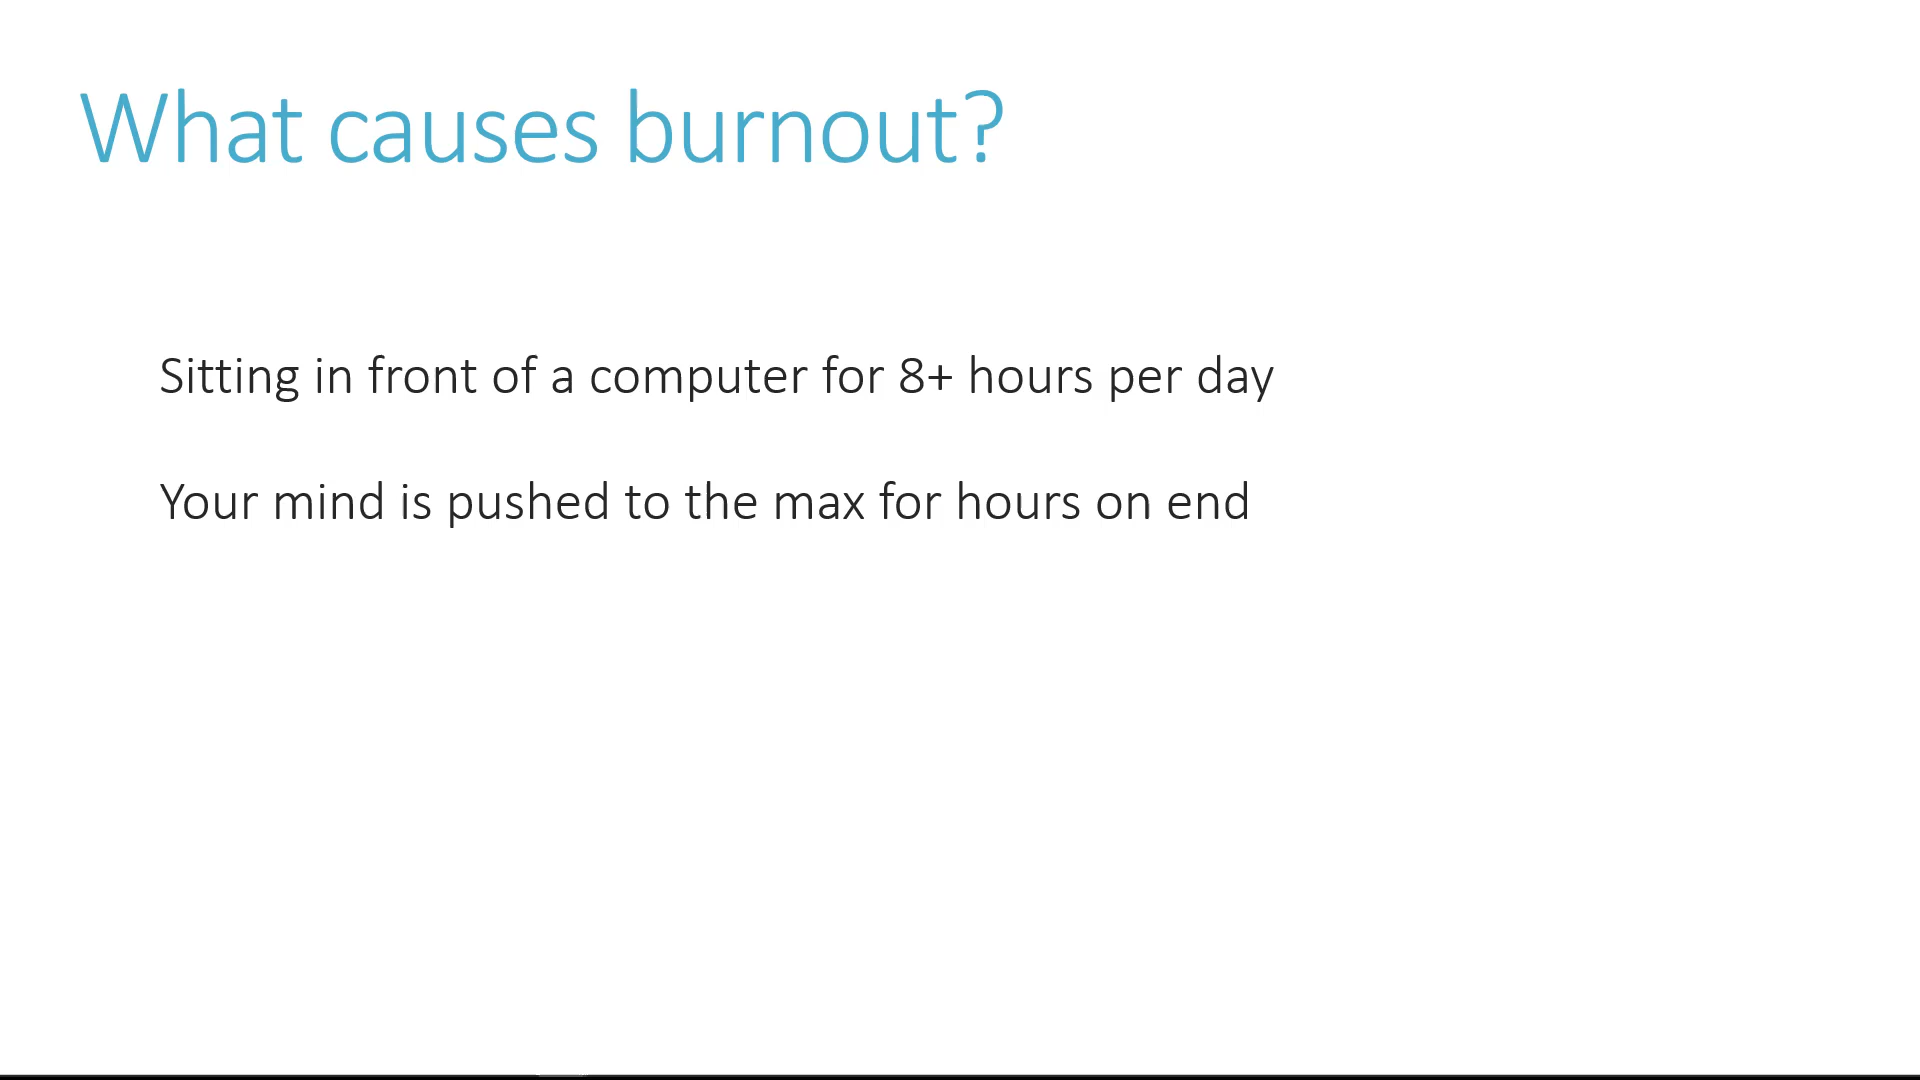 What causes burnout?
Sitting in front of a computer for 8+ hours per day
Your mind is pushed to the max for hours on end